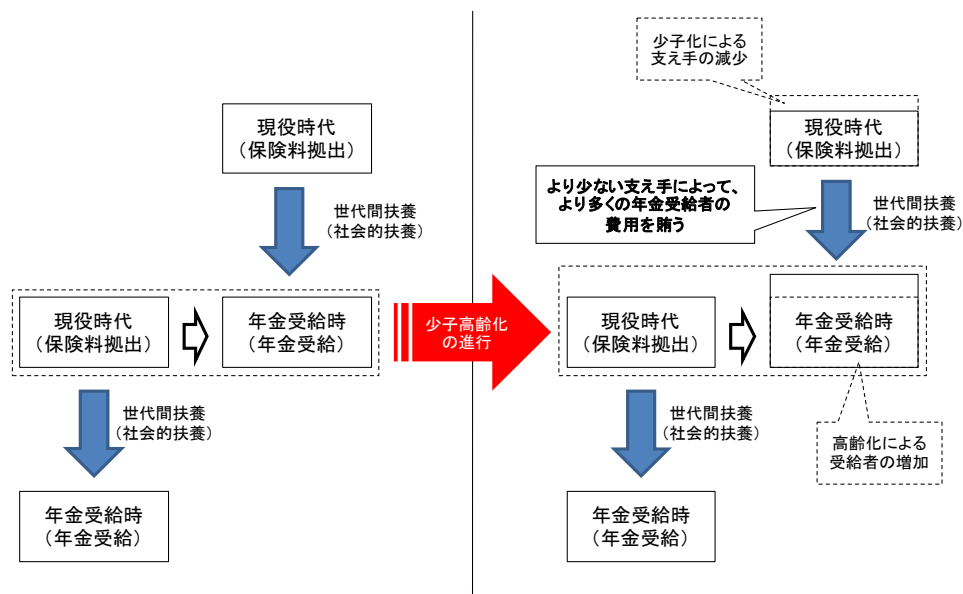 現役時代
（保険料拠出）
世代間扶養
（社会的扶養）
現役時代
（保険料拠出）
年金受給時
（年金受給）
世代間扶養
（社会的扶養）
年金受給時
（年金受給）
少子高齢化
の進行
少子化による
支え手の減少
現役時代
（保険料拠出）
より少ない支え手によって、
より多くの年金受給者の
費用を賄う
世代間扶養
（社会的扶養）
現役時代
（保険料拠出）
年金受給時
（年金受給）
世代間扶養
（社会的扶養）
高齢化による
受給者の増加
年金受給時
（年金受給）